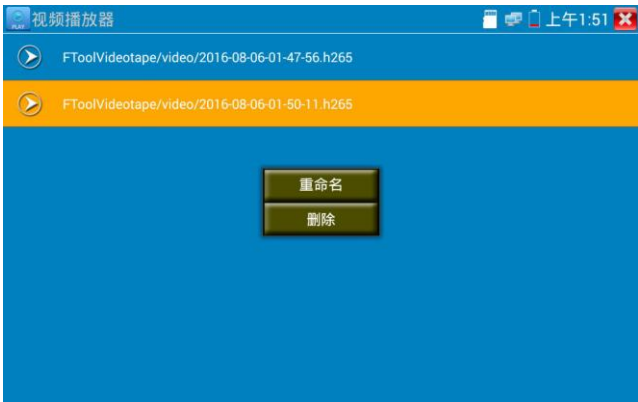 PLAY 视频播放器 上午1:51
FToolVideotape/video/2016-08-06-01-47-56.h265
FToolVideotape/video/2016-08-06-01-50-11.h265
重命名
删除